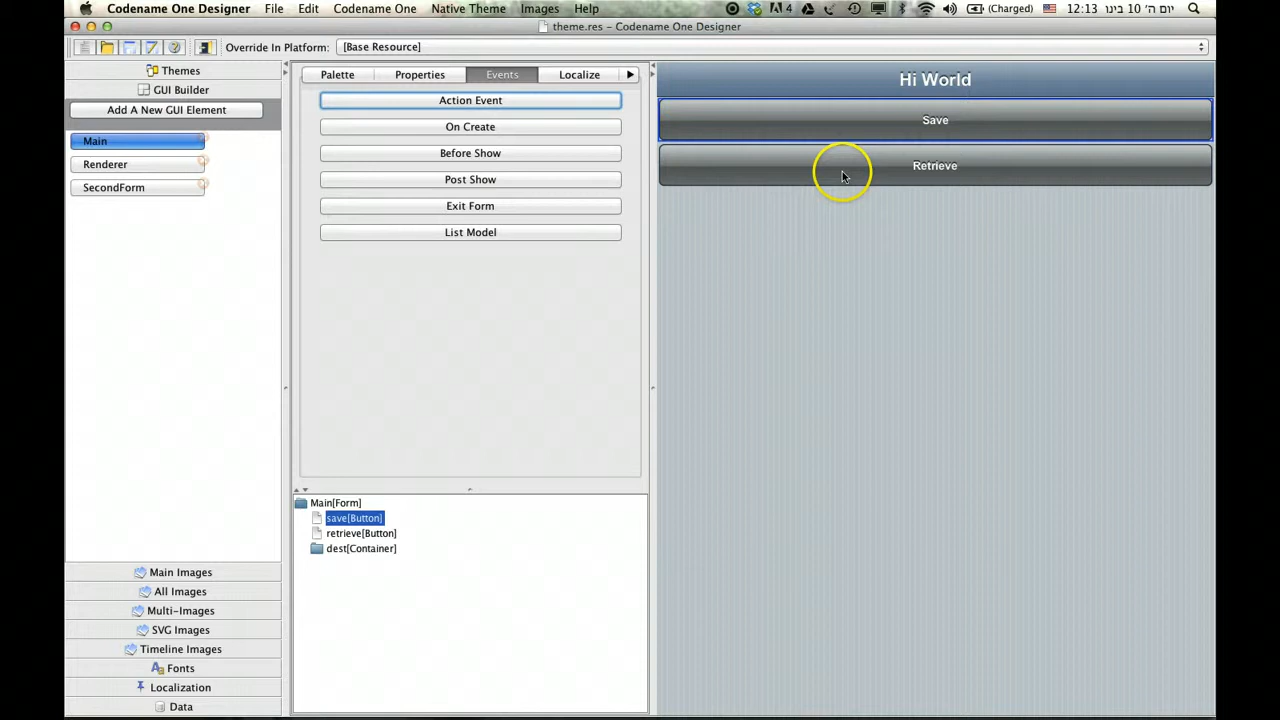 Codename One Designer File Edit Codename One Native Theme Images Help 4 (Charged) 12:13 יום ה׳ 10 בינו
theme.res - Codename One Designer
Override In Platform: [Base Resource]
Themes
GUI Builder
Add A New GUI Element
Main
Renderer
SecondForm
Main Images
All Images
Multi-Images
SVG Images
Timeline Images
Fonts
Localization
Data
Palette Properties Events Localize
Action Event
On Create
Before Show
Post Show
Exit Form
List Model
Main[Form]
save[Button]
retrieve[Button]
dest[Container]
Hi World
Save
Retrieve